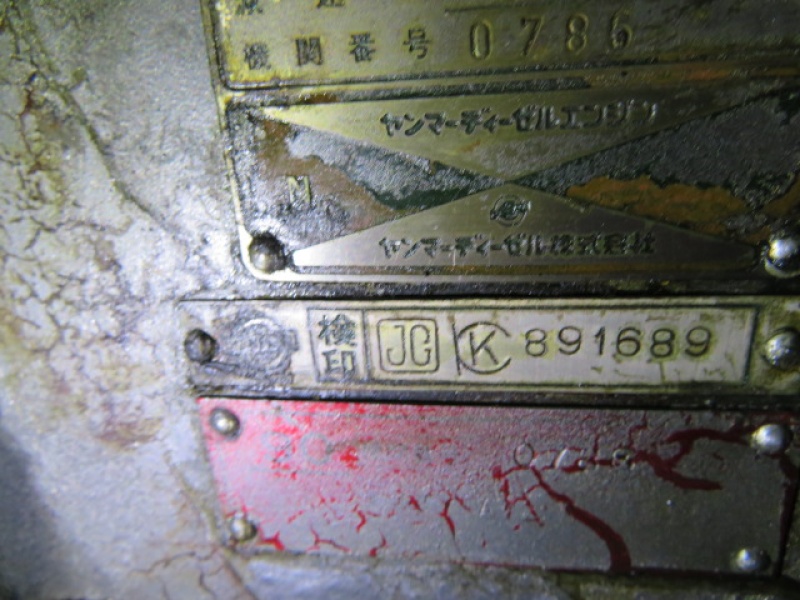 機関番号 0786
ヤンマーディーゼルエンジン
N
ヤンマーディーゼル株式会社
検印 JG K 891689